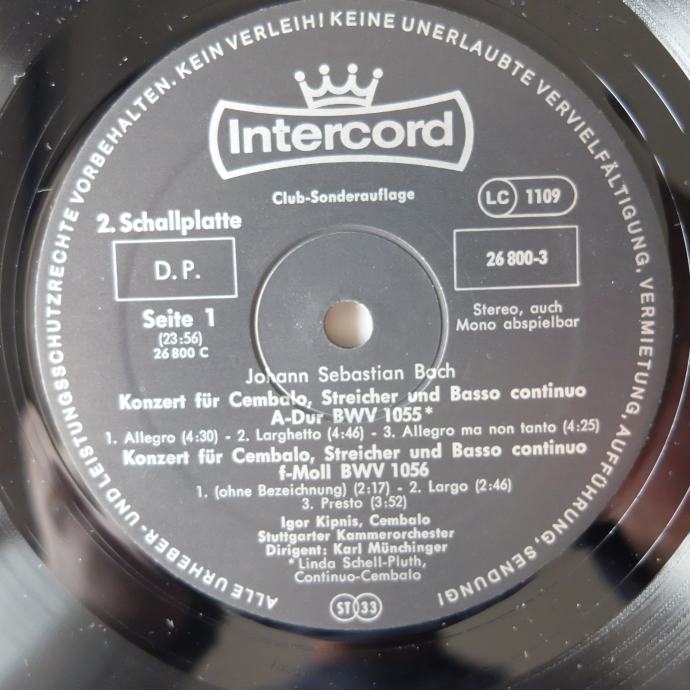 ALLE URHEBER- UND LEISTUNGSSCHUTZRECHTE VORBEHALTEN. KEIN VERLEIH! KEINE UNERLAUBTE VERVIELFÄLTIGUNG, VERMIETUNG, AUFFÜHRUNG, SENDUNG!
Intercord
Club-Sonderauflage
LC 1109
2. Schallplatte
D. P.
26 800-3
Seite 1
(23:56)
26 800 C
Stereo, auch
Mono abspielbar
Johann Sebastian Bach
Konzert für Cembalo, Streicher und Basso continuo
A-Dur BWV 1055*
1. Allegro (4:30) - 2. Larghetto (4:46) - 3. Allegro ma non tanto (4:25)
Konzert für Cembalo, Streicher und Basso continuo
f-Moll BWV 1056
1. (ohne Bezeichnung) (2:17) - 2. Largo (2:46)
3. Presto (3:52)
Igor Kipnis, Cembalo
Stuttgarter Kammerorchester
Dirigent: Karl Münchinger
*Linda Schell-Pluth,
Continuo-Cembalo
ST 33